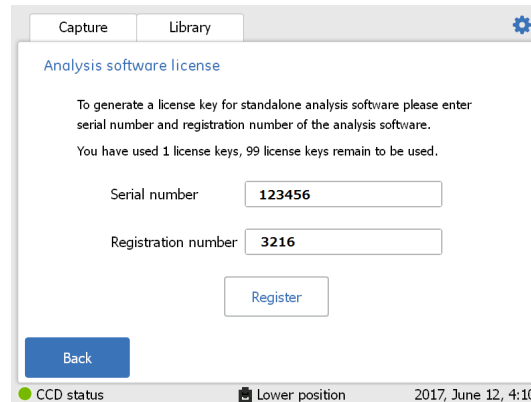 Capture Library
Analysis software license
To generate a license key for standalone analysis software please enter
serial number and registration number of the analysis software.
You have used 1 license keys, 99 license keys remain to be used.
Serial number 123456
Registration number 3216
Register
Back
CCD status Lower position 2017, June 12, 4:10